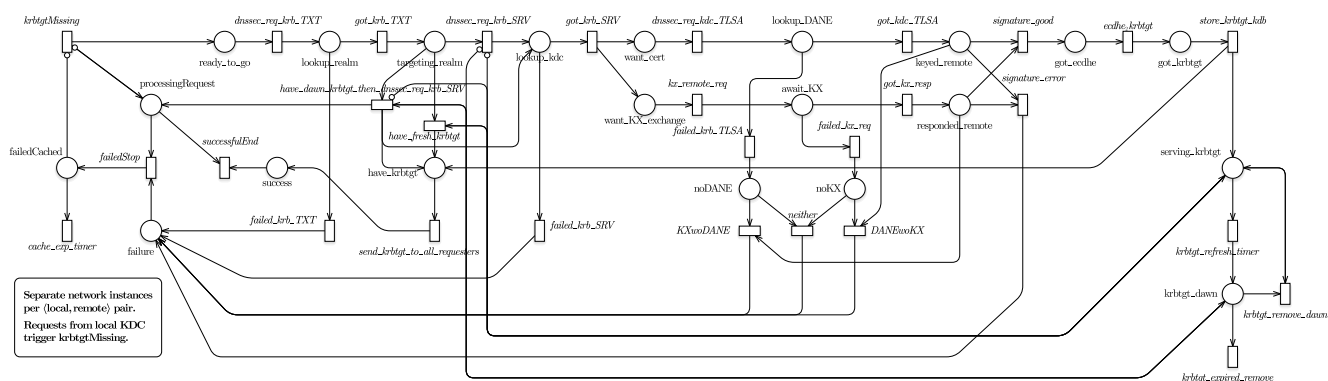 krbtgtMissing
dnssec_req_krb_TXT
got_krb_TXT
dnssec_req_krb_SRV
got_krb_SRV
dnssec_req_kdc_TLSA
lookup_DANE
got_kdc_TLSA
signature_good
ecdhe_krbtgt
store_krbtgt_kdb
ready_to_go
lookup_realm
targeting_realm
lookup_kdc
want_cert
keyed_remote
got_ecdhe
got_krbtgt
processingRequest
have_dawn_krbtgt_then_dnssec_req_krb_SRV
kx_remote_req
await_KX
got_kx_resp
signature_error
want_KX_exchange
responded_remote
failed_krb_TLSA
failed_kx_req
have_fresh_krbtgt
successfulEnd
failedCached
failedStop
success
have_krbtgt
serving_krbtgt
noDANE
noKX
neither
failed_krb_TXT
failed_krb_SRV
KXwoDANE
DANEwoKX
cache_exp_timer
failure
send_krbtgt_to_all_requesters
krbtgt_refresh_timer
Separate network instances
per ⟨local, remote⟩ pair.
Requests from local KDC
trigger krbtgtMissing.
krbtgt_dawn
krbtgt_remove_dawn
krbtgt_expired_remove